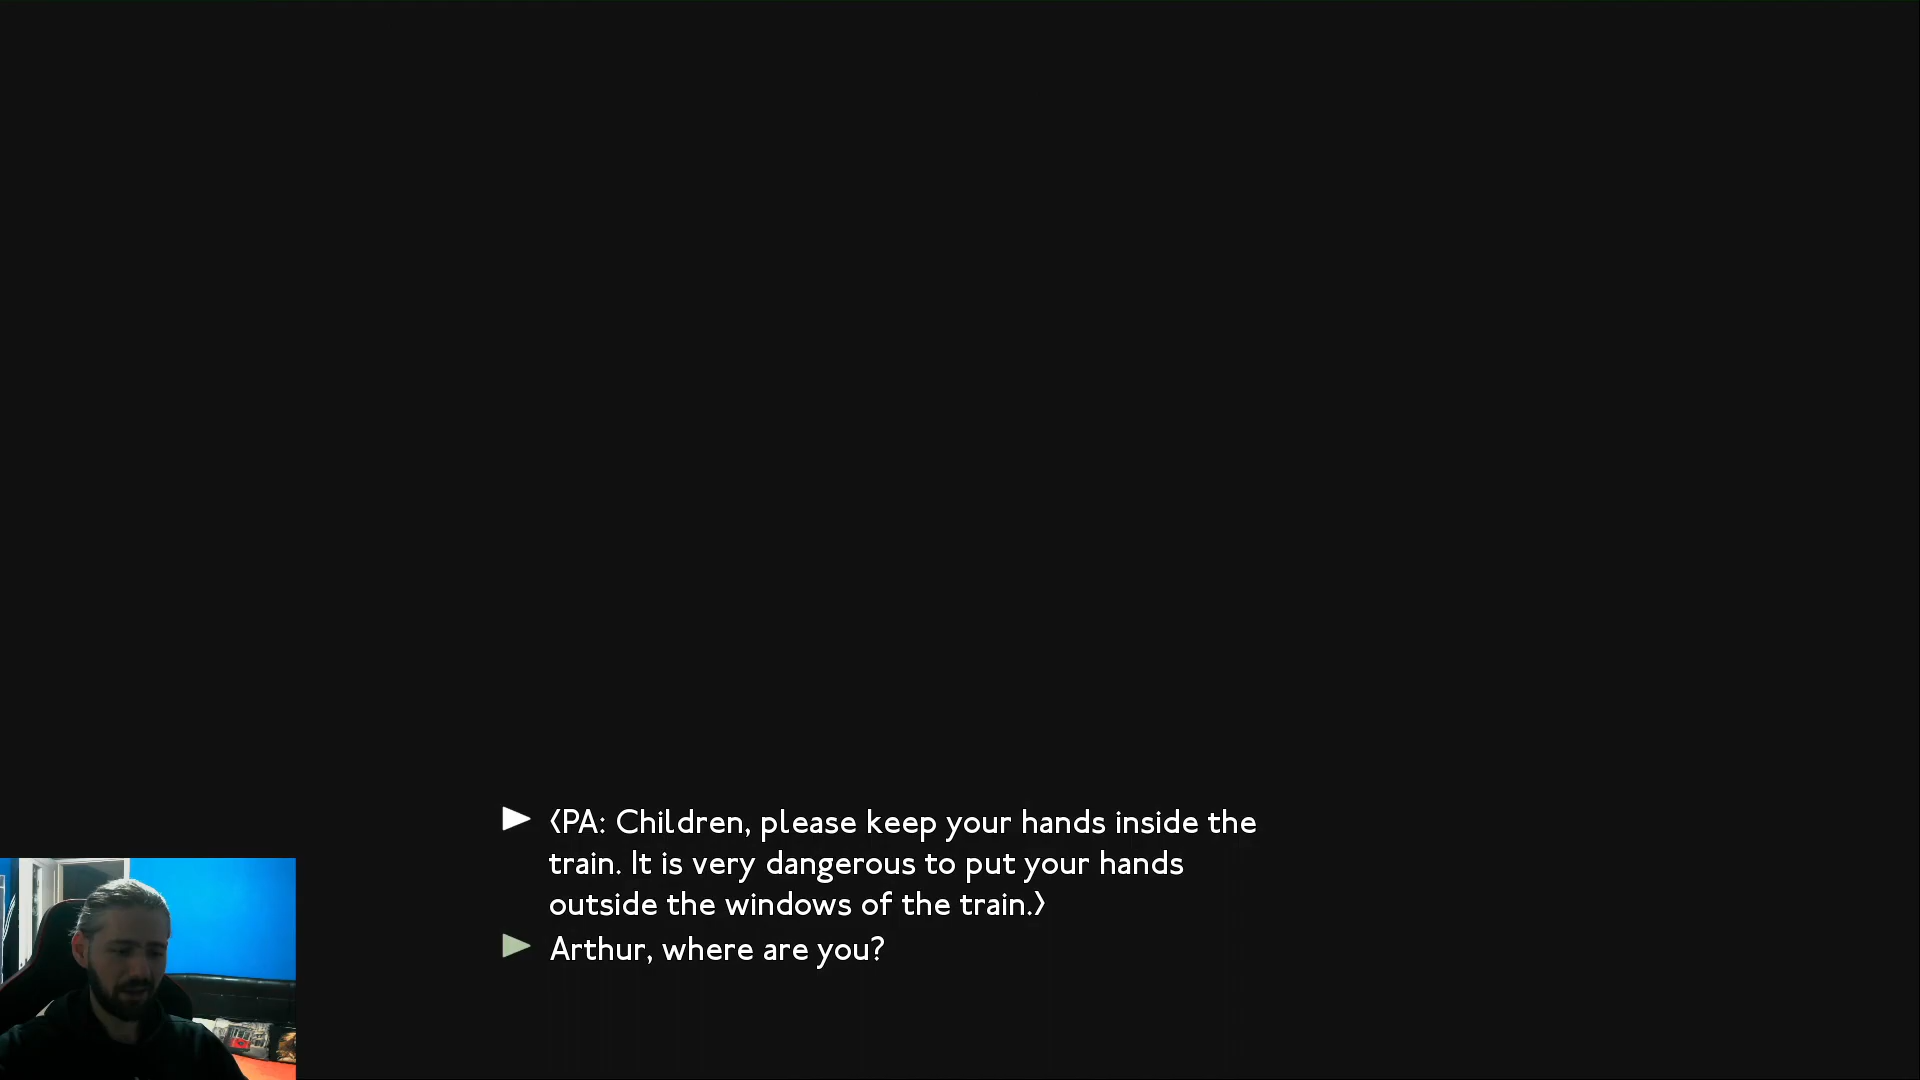 〈PA: Children, please keep your hands inside the
train. It is very dangerous to put your hands
outside the windows of the train.〉
Arthur, where are you?